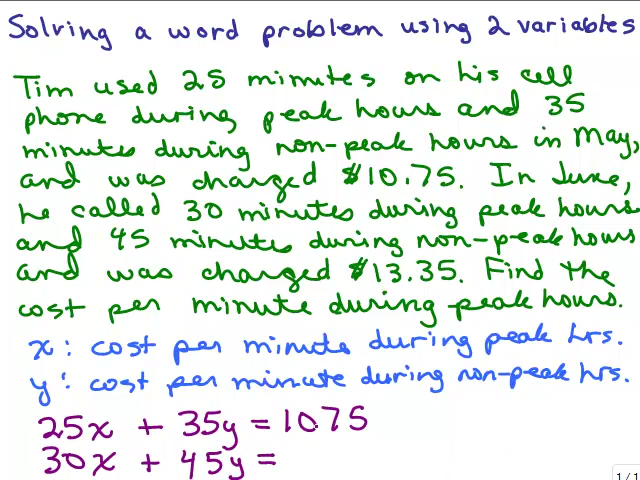 Solving a word problem using 2 variables
Tim used 25 minutes on his cell
phone during peak hours and 35
minutes during non-peak hours in May,
and was charged $10.75. In June,
he called 30 minutes during peak hours
and 45 minutes during non-peak hours
and was charged $13.35. Find the
cost per minute during peak hours.
x: cost per minute during peak hrs.
y: cost per minute during non-peak hrs.
25x + 35y = 1075
30x + 45y =
1/1